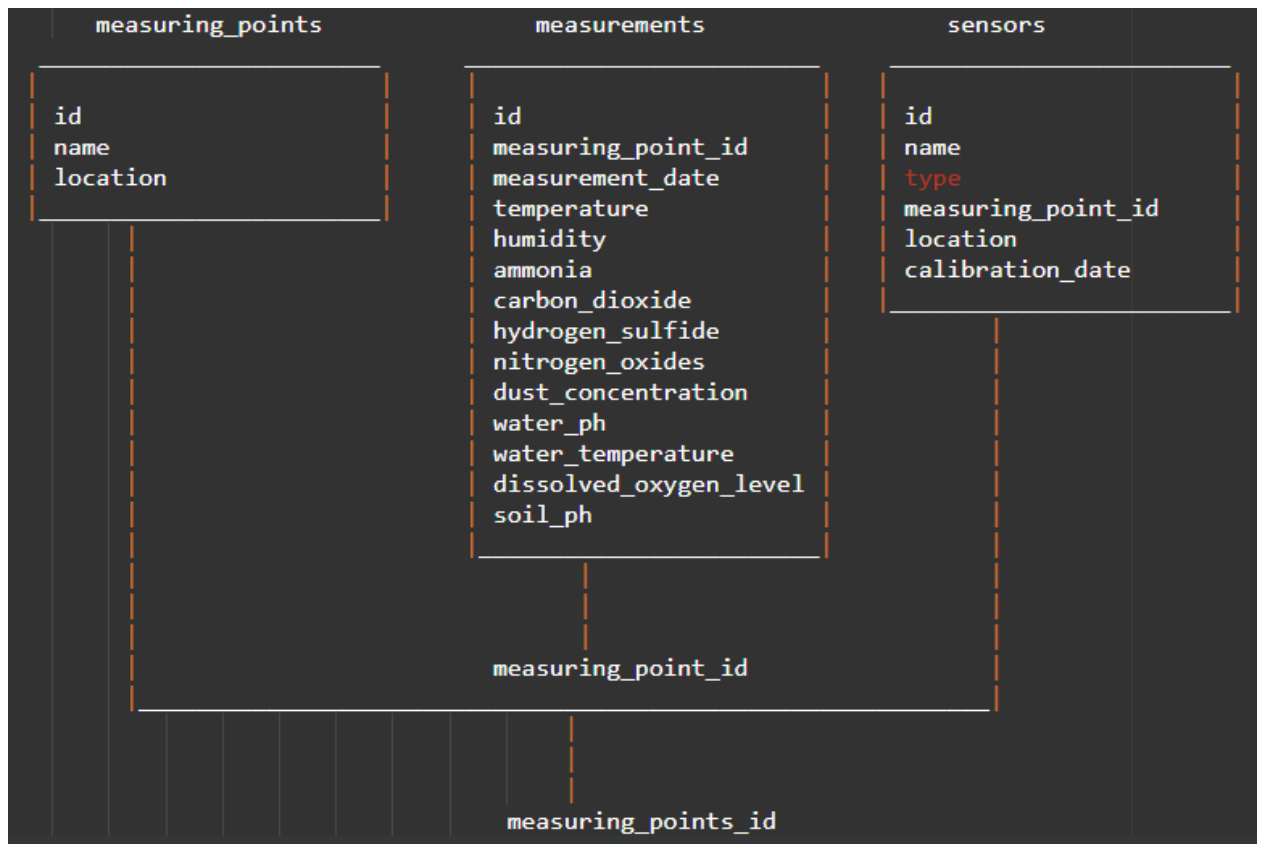 measuring_points measurements sensors
id id id
name measuring_point_id name
location measurement_date type
temperature measuring_point_id
humidity location
ammonia calibration_date
carbon_dioxide
hydrogen_sulfide
nitrogen_oxides
dust_concentration
water_ph
water_temperature
dissolved_oxygen_level
soil_ph
measuring_point_id
measuring_points_id